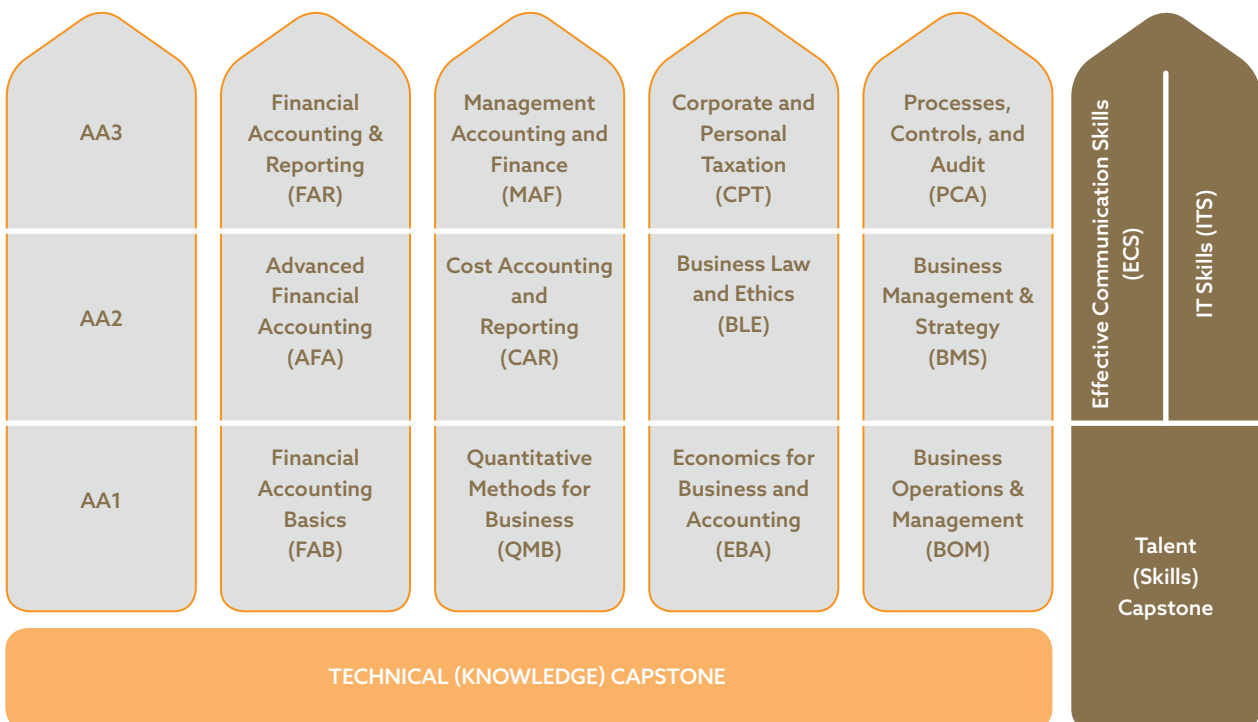 AA3
Financial
Accounting &
Reporting
(FAR)
Management
Accounting and
Finance
(MAF)
Corporate and
Personal
Taxation
(CPT)
Processes,
Controls, and
Audit
(PCA)
AA2
Advanced
Financial
Accounting
(AFA)
Cost Accounting
and
Reporting
(CAR)
Business Law
and Ethics
(BLE)
Business
Management &
Strategy
(BMS)
AA1
Financial
Accounting
Basics
(FAB)
Quantitative
Methods for
Business
(QMB)
Economics for
Business and
Accounting
(EBA)
Business
Operations &
Management
(BOM)
Effective Communication Skills
(ECS)
IT Skills (ITS)
Talent
(Skills)
Capstone
TECHNICAL (KNOWLEDGE) CAPSTONE